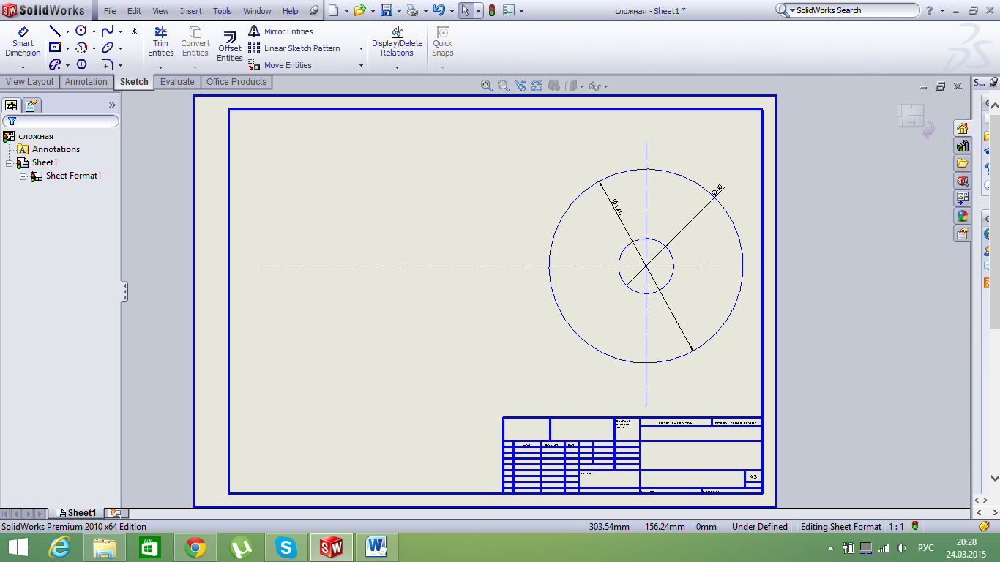 SolidWorks File Edit View Insert Tools Window Help сложная - Sheet1 * SolidWorks Search ?
Smart Dimension
Trim Entities
Convert Entities
Offset Entities
Mirror Entities
Linear Sketch Pattern
Move Entities
Display/Delete Relations
Quick Snaps
View Layout Annotation Sketch Evaluate Office Products
S...
сложная
A Annotations
Sheet1
Sheet Format1
Ø140
Ø40
A3
Sheet1
SolidWorks Premium 2010 x64 Edition 303.54mm 156.24mm 0mm Under Defined Editing Sheet Format 1 : 1
РУС
20:28
24.03.2015